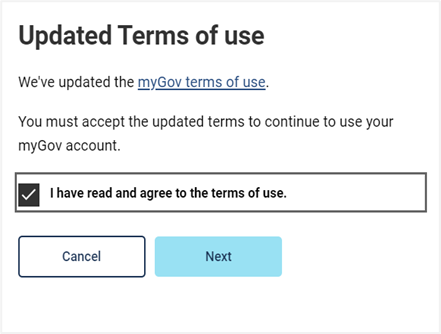 Updated Terms of use
We've updated the myGov terms of use.
You must accept the updated terms to continue to use your
myGov account.
I have read and agree to the terms of use.
Cancel
Next